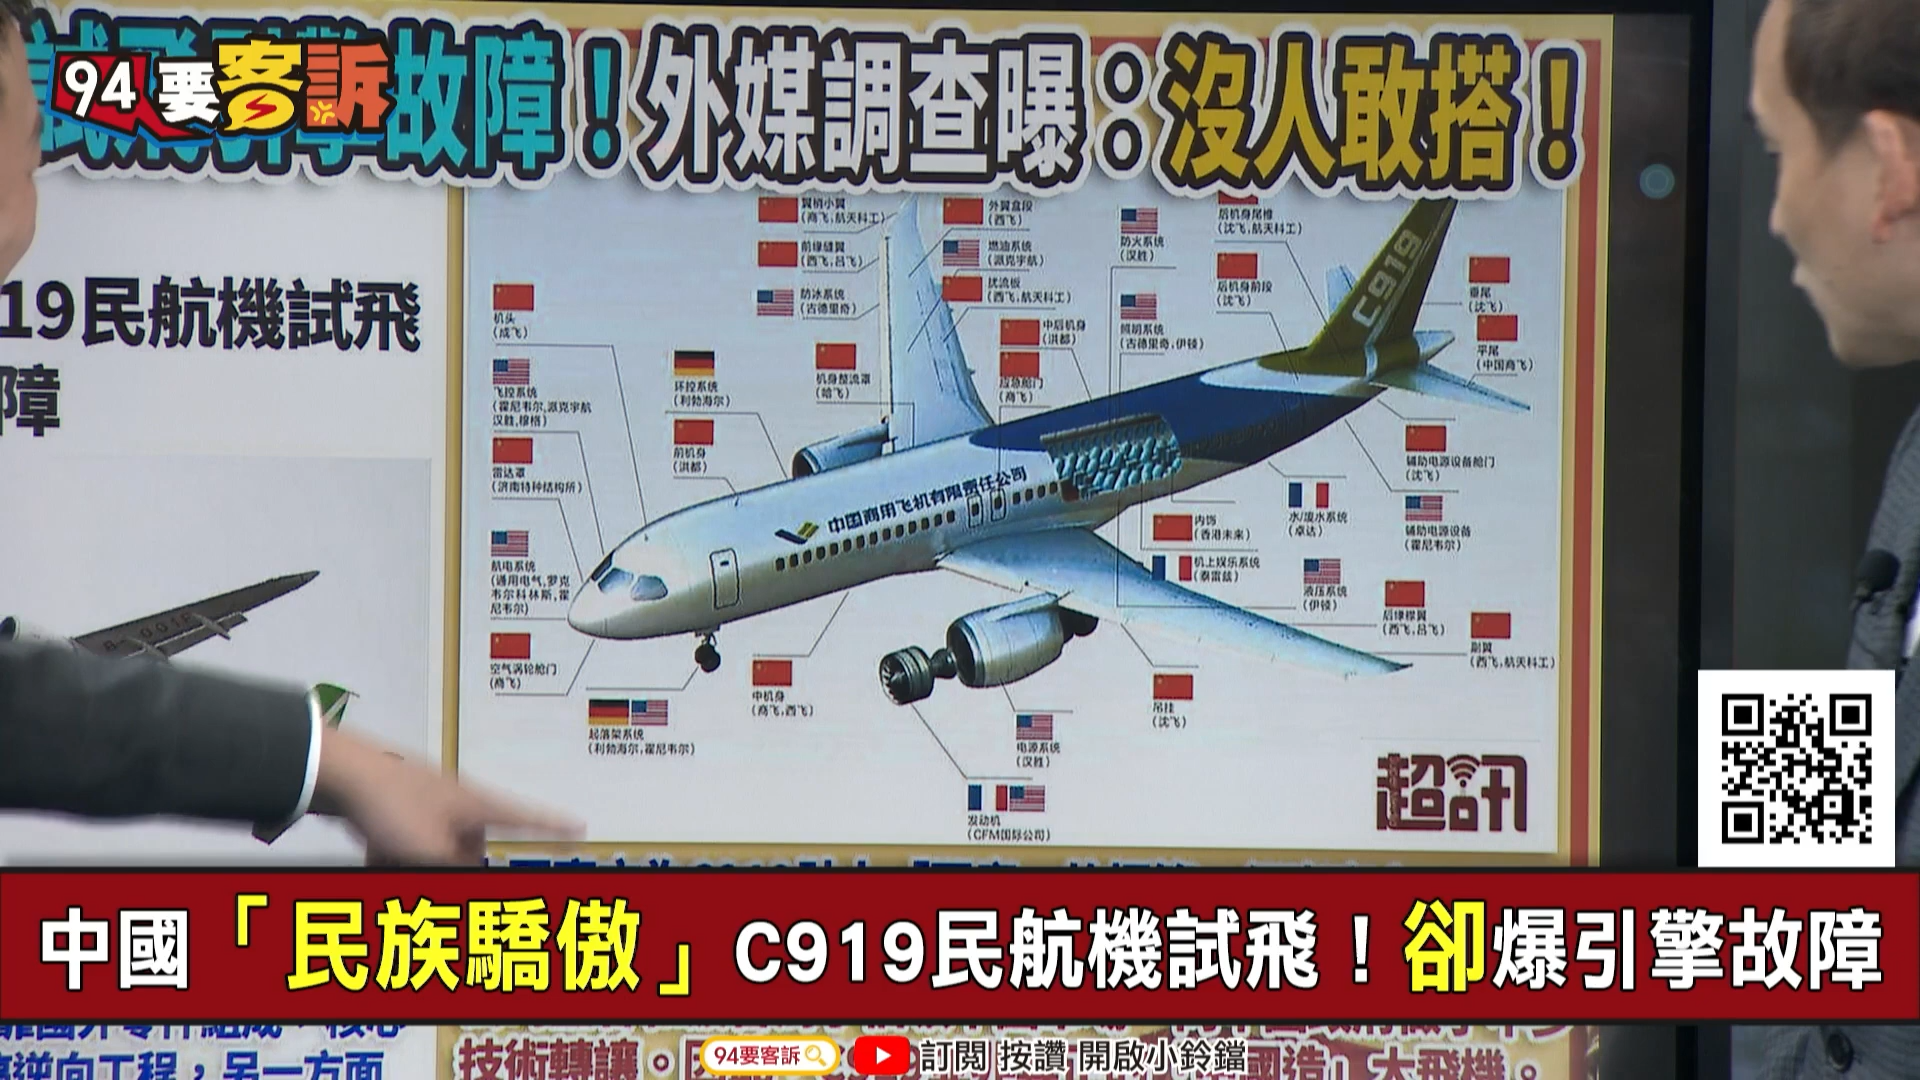 94要客訴
試飛引擎故障！外媒調查曝：沒人敢搭！
19民航機試飛
障
翼梢小翼
(商飞,航天科工)
前缘缝翼
(西飞,吕飞)
防冰系统
(古德里奇)
外翼盒段
(西飞)
燃油系统
(派克宇航)
扰流板
(西飞,航天科工)
防火系统
(汉胜)
照明系统
(古德里奇,伊顿)
后机身尾椎
(沈飞,航天科工)
后机身前段
(沈飞)
垂尾
(沈飞)
平尾
(中国商飞)
机头
(成飞)
飞控系统
(霍尼韦尔,派克宇航
汉胜,穆格)
雷达罩
(济南特种结构所)
航电系统
(通用电气,罗克
韦尔科林斯,霍
尼韦尔)
空气涡轮舱门
(商飞)
环控系统
(利勃海尔)
前机身
(洪都)
机身整流罩
(哈飞)
中后机身
(洪都)
应急舱门
(商飞)
C919
中国商用飞机有限责任公司
辅助电源设备舱门
(沈飞)
辅助电源设备
(霍尼韦尔)
水/废水系统
(卓达)
内饰
(香港未来)
机上娱乐系统
(泰雷兹)
液压系统
(伊顿)
后缘襟翼
(西飞,吕飞)
副翼
(西飞,航天科工)
吊挂
(沈飞)
中机身
(商飞,西飞)
起落架系统
(利勃海尔,霍尼韦尔)
电源系统
(汉胜)
发动机
(CFM国际公司)
超訊
中國「民族驕傲」C919民航機試飛！卻爆引擎故障
逆向工程，另一方面
技術轉讓。
大飛機。
94要客訴
訂閱 按讚 開啟小鈴鐺